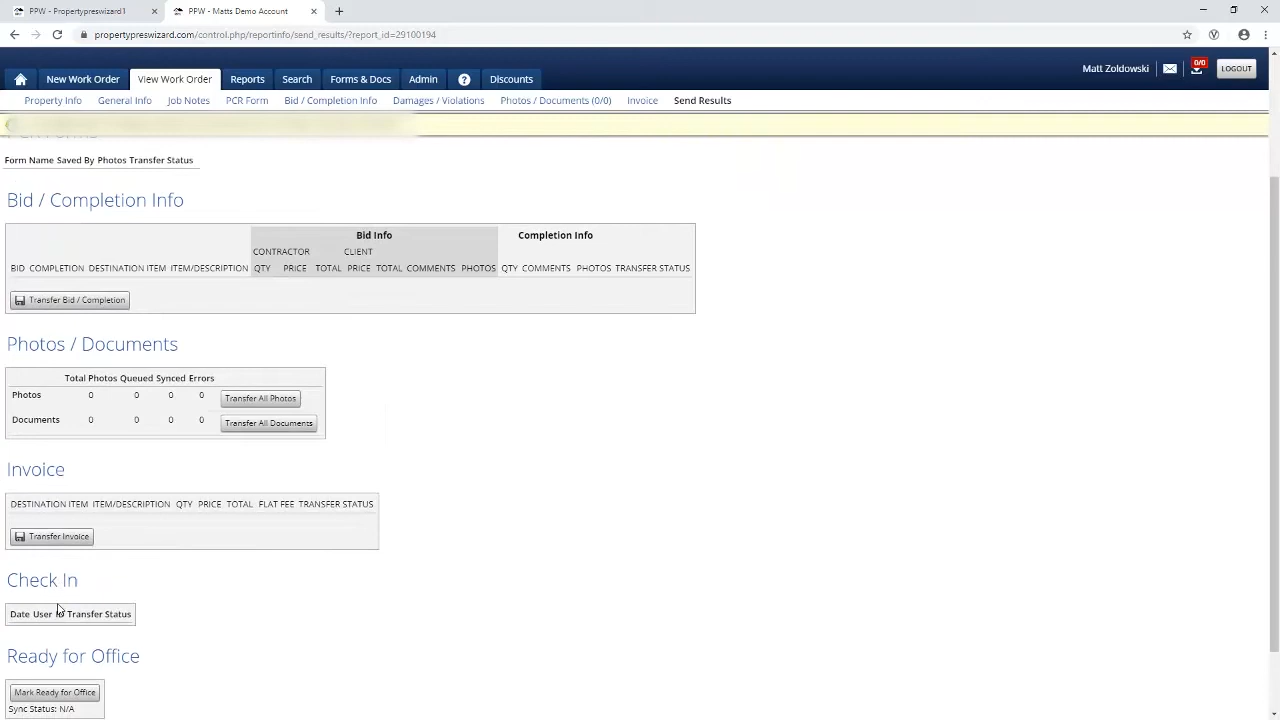 PPW - Propertypreswizard1
PPW - Matts Demo Account
propertypreswizard.com/control.php/reportinfo/send_results/?report_id=29100194
New Work Order View Work Order Reports Search Forms & Docs Admin ? Discounts
Matt Zoldowski 0/0 LOGOUT
Property Info General Info Job Notes PCR Form Bid / Completion Info Damages / Violations Photos / Documents (0/0) Invoice Send Results
Form Name Saved By Photos Transfer Status
Bid / Completion Info
Bid Info Completion Info
CONTRACTOR CLIENT
BID COMPLETION DESTINATION ITEM ITEM/DESCRIPTION QTY PRICE TOTAL PRICE TOTAL COMMENTS PHOTOS QTY COMMENTS PHOTOS TRANSFER STATUS
Transfer Bid / Completion
Photos / Documents
Total Photos Queued Synced Errors
Photos 0 0 0 0 Transfer All Photos
Documents 0 0 0 0 Transfer All Documents
Invoice
DESTINATION ITEM ITEM/DESCRIPTION QTY PRICE TOTAL FLAT FEE TRANSFER STATUS
Transfer Invoice
Check In
Date User Transfer Status
Ready for Office
Mark Ready for Office
Sync Status: N/A